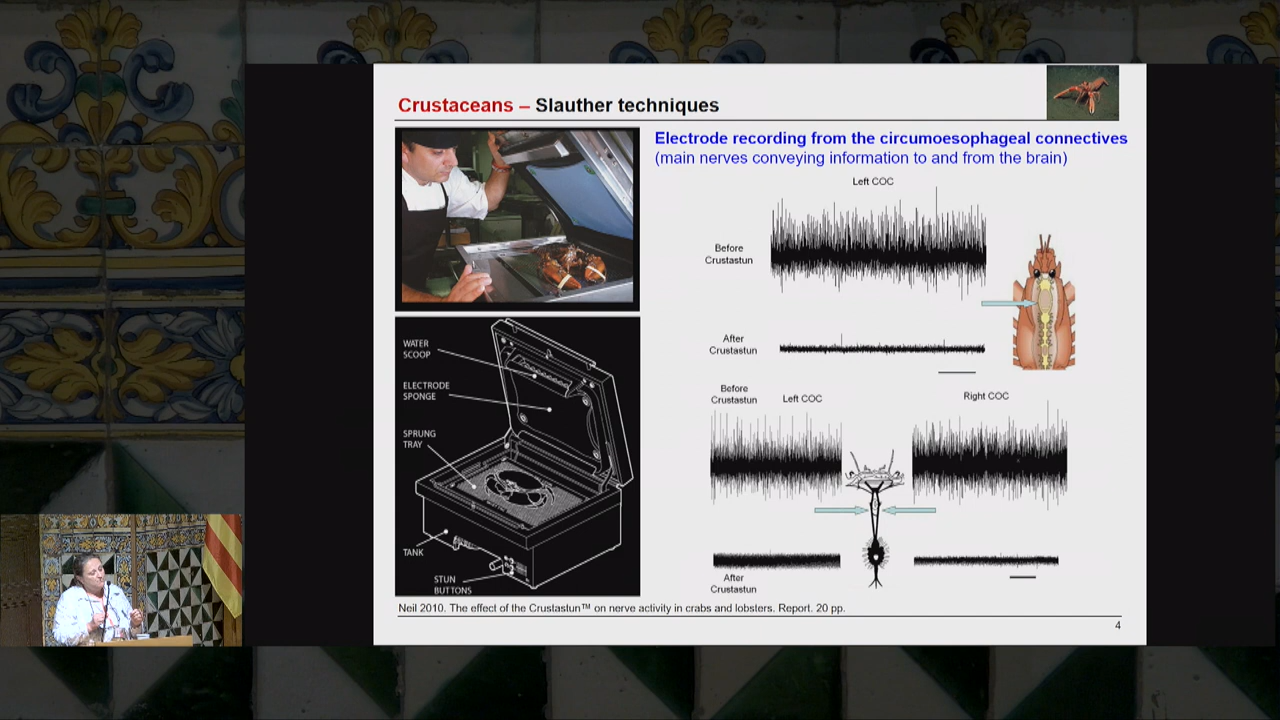 Crustaceans – Slauther techniques
Electrode recording from the circumoesophageal connectives
(main nerves conveying information to and from the brain)
Left COC
Before
Crustastun
After
Crustastun
Before
Crustastun
Left COC
Right COC
After
Crustastun
WATER
SCOOP
ELECTRODE
SPONGE
SPRUNG
TRAY
TANK
STUN
BUTTONS
Neil 2010. The effect of the Crustastun™ on nerve activity in crabs and lobsters. Report. 20 pp.
4